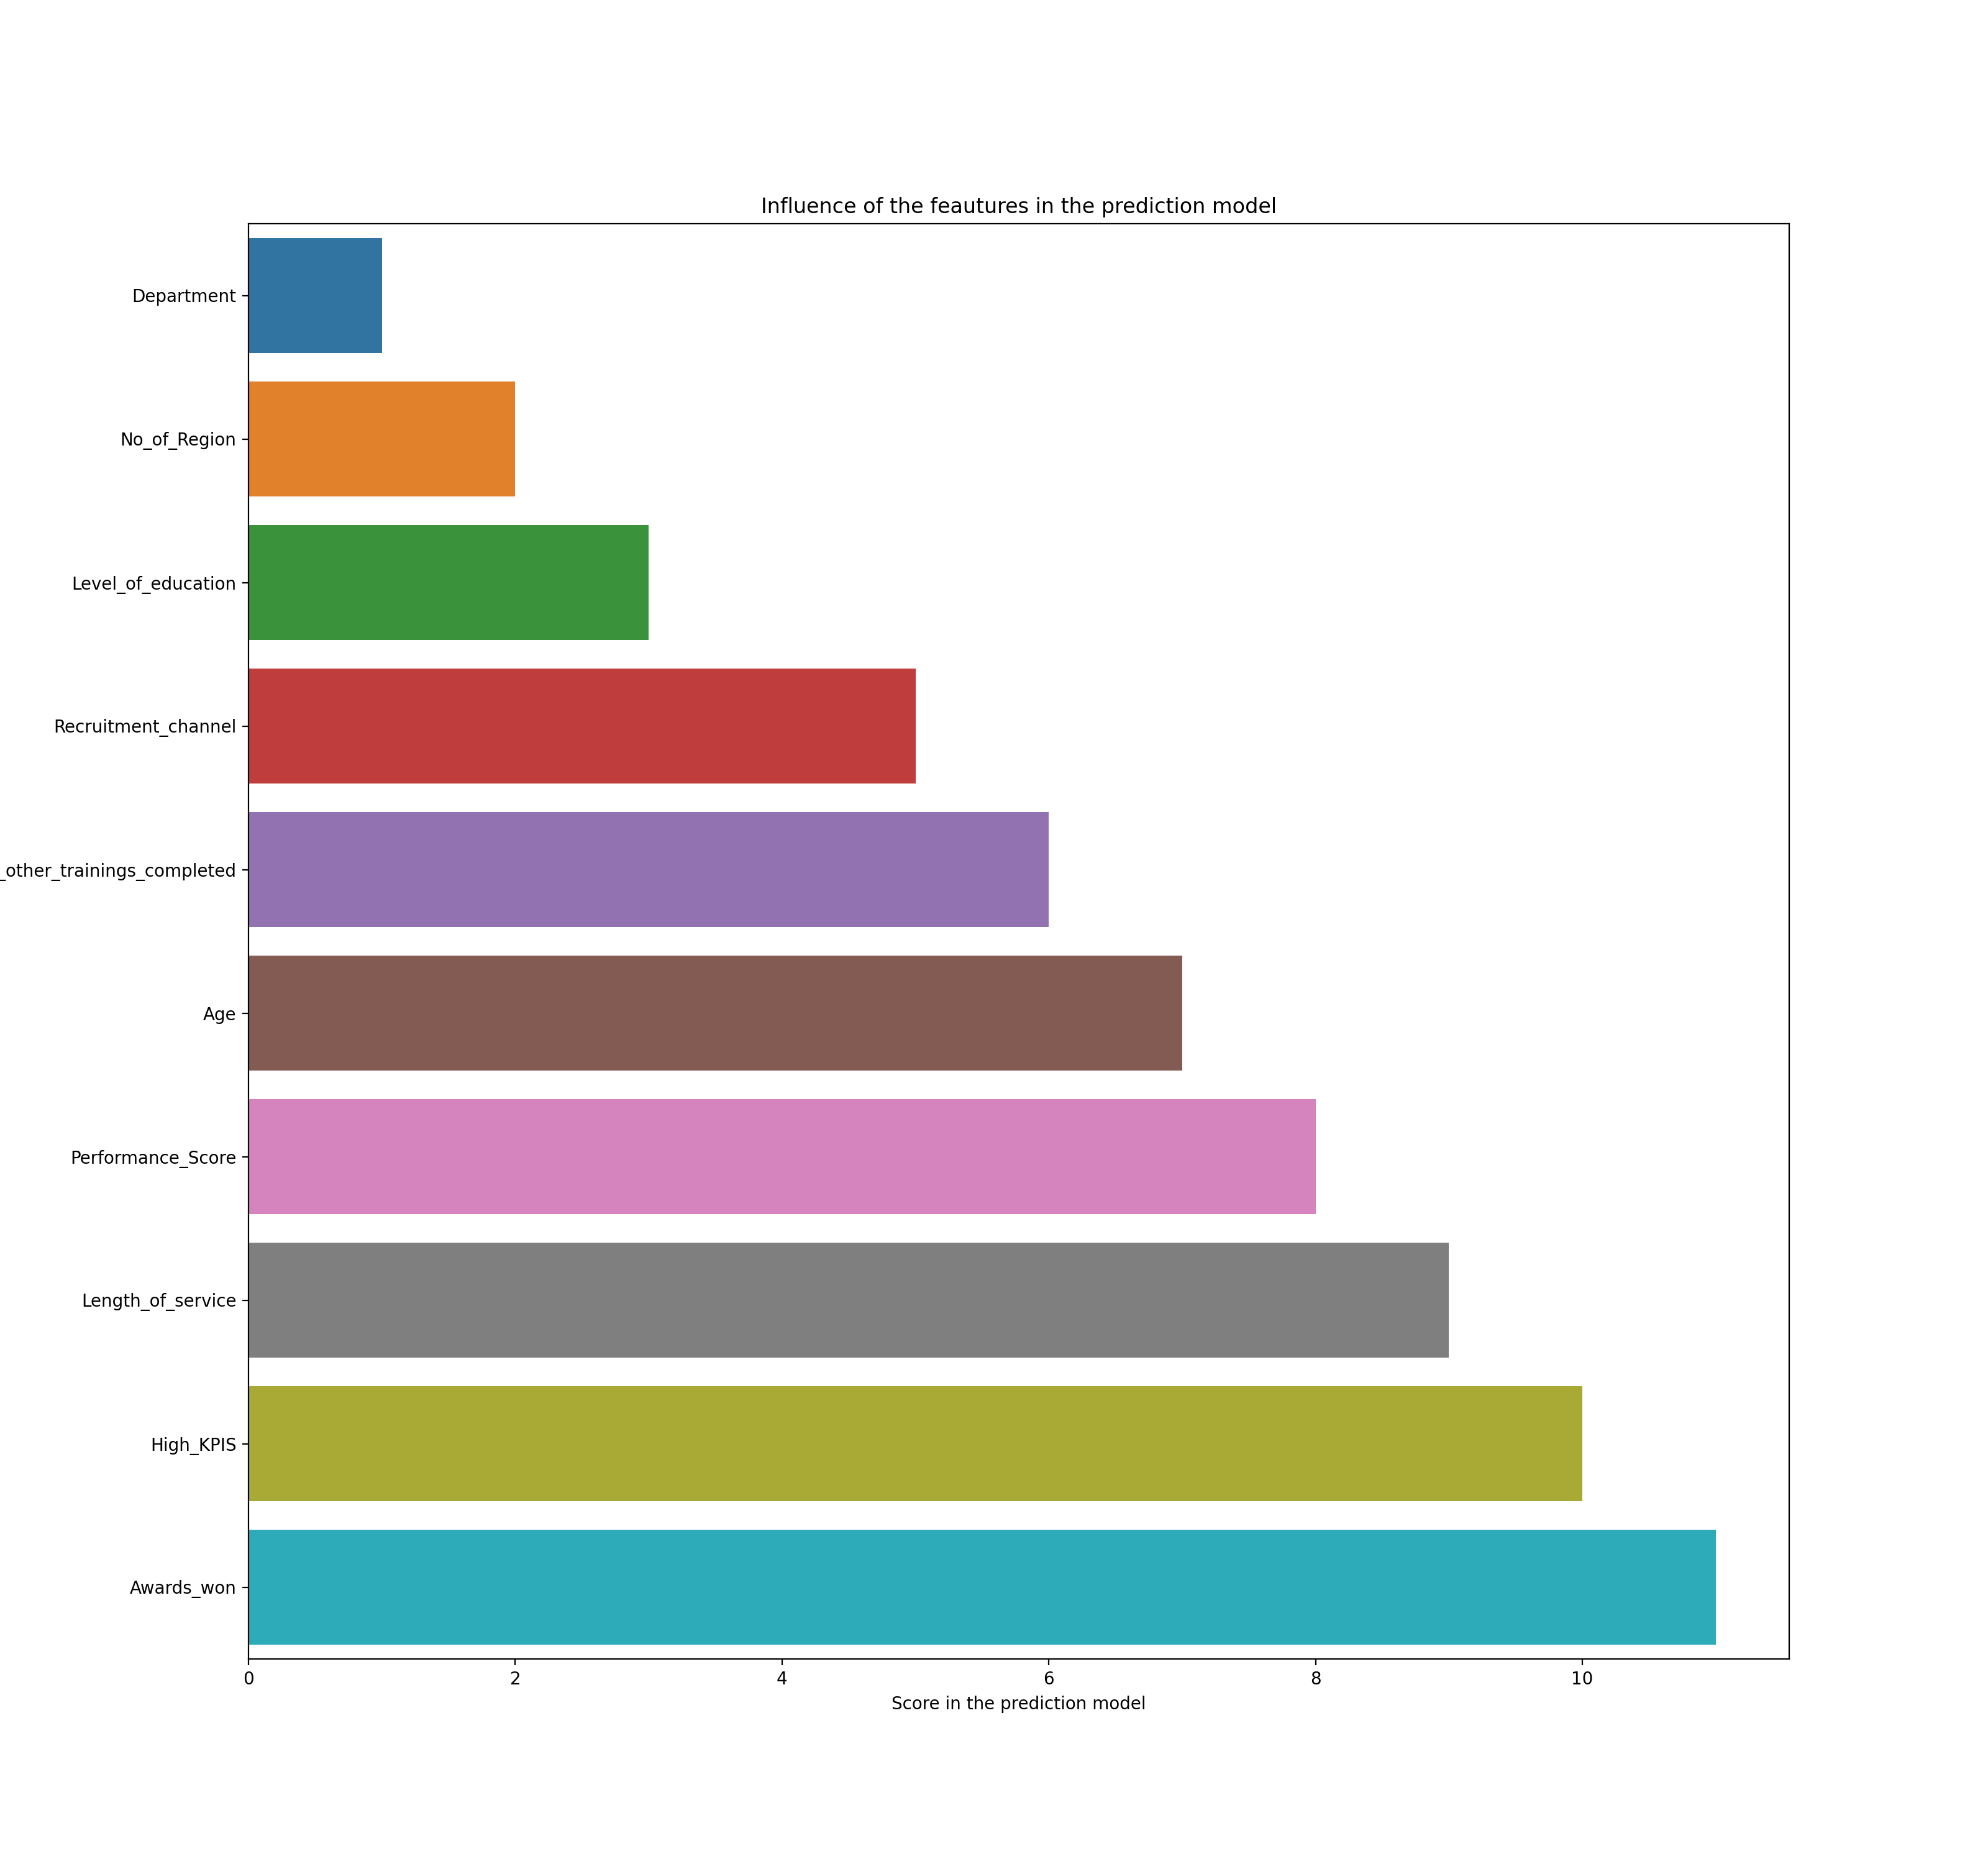 Influence of the feautures in the prediction model
Department
No_of_Region
Level_of_education
Recruitment_channel
_other_trainings_completed
Age
Performance_Score
Length_of_service
High_KPIS
Awards_won
0 2 4 6 8 10
Score in the prediction model